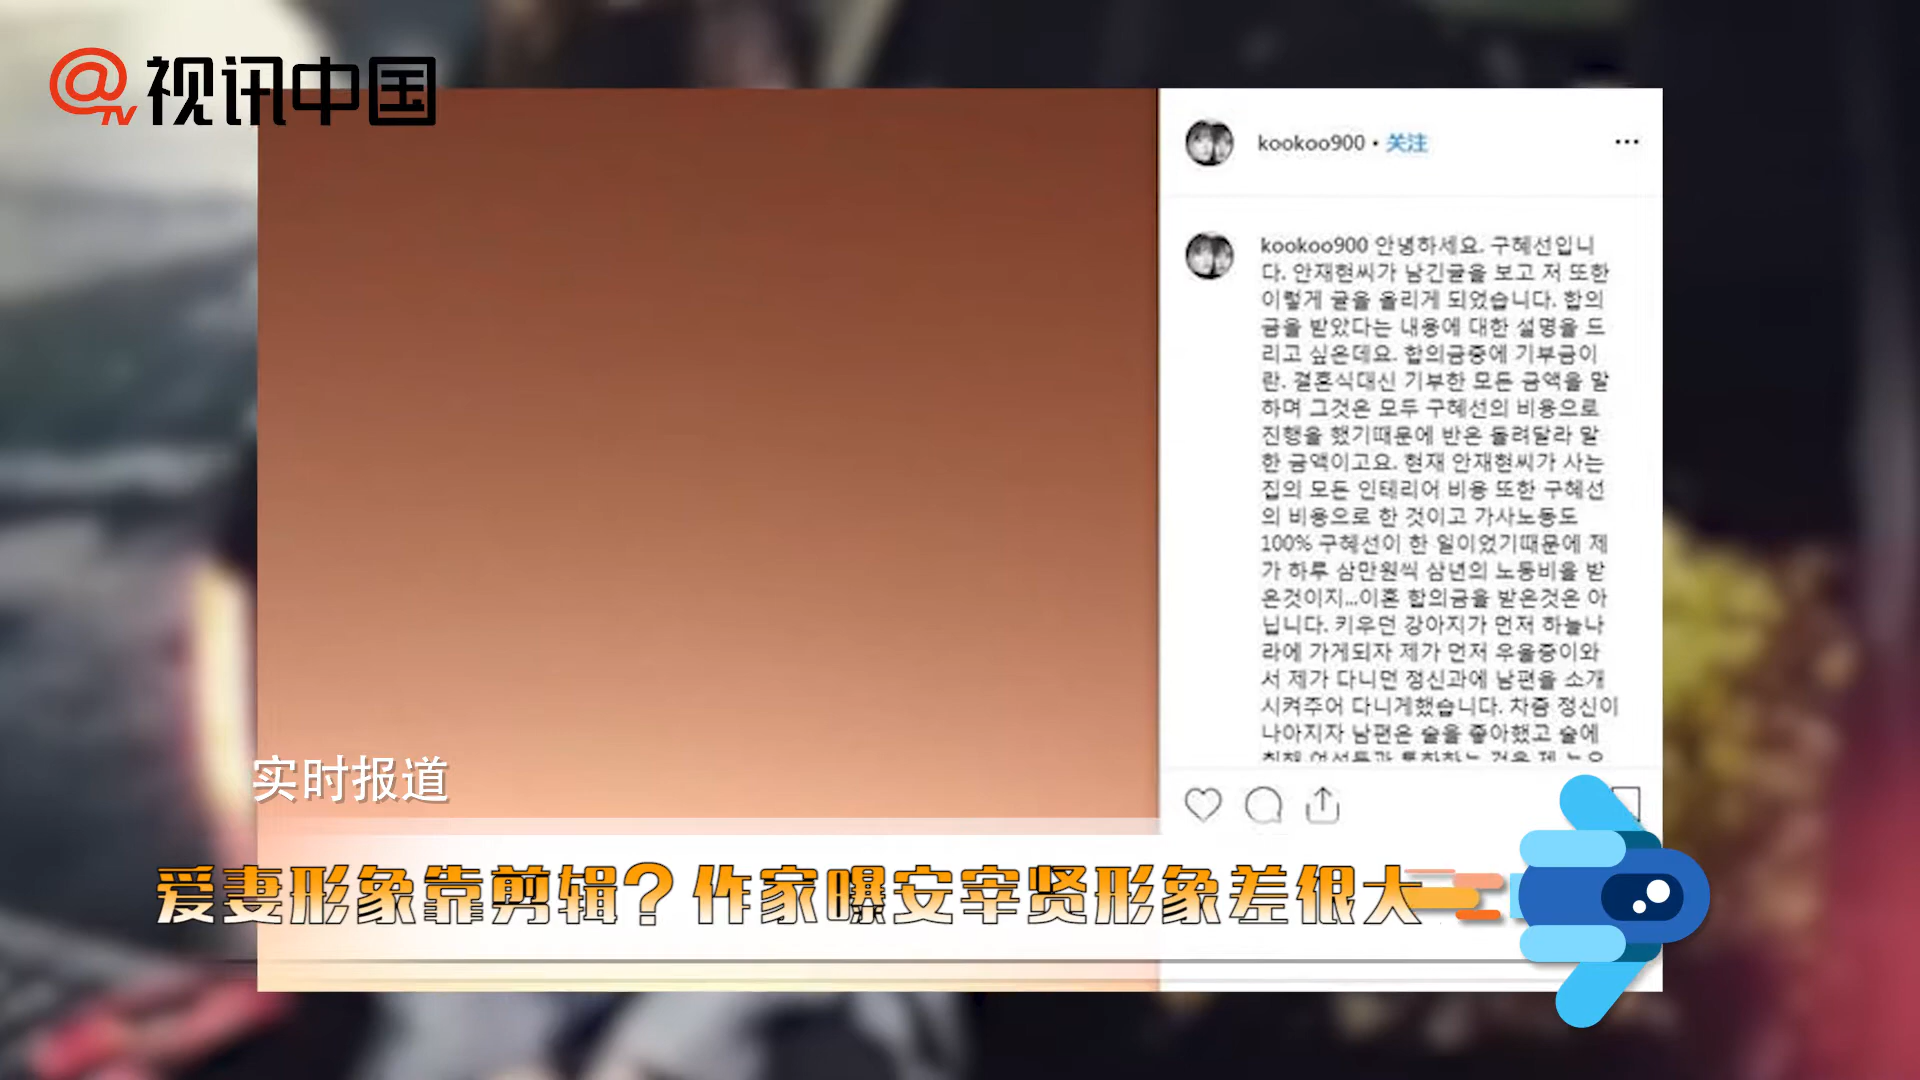 @TV 视讯中国
kookoo900 • 关注
kookoo900 안녕하세요. 구혜선입니
다. 안재현씨가 남긴글을 보고 저 또한
이렇게 글을 올리게 되었습니다. 합의
금을 받았다는 내용에 대한 설명을 드
리고 싶은데요. 합의금중에 기부금이
란. 결혼식대신 기부한 모든 금액을 말
하며 그것은 모두 구혜선의 비용으로
진행을 했기때문에 반은 돌려달라 말
한 금액이고요. 현재 안재현씨가 사는
집의 모든 인테리어 비용 또한 구혜선
의 비용으로 한 것이고 가사노동도
100% 구혜선이 한 일이었기때문에 제
가 하루 삼만원씩 삼년의 노동비를 받
은것이지...이혼 합의금을 받은것은 아
닙니다. 키우던 강아지가 먼저 하늘나
라에 가게되자 제가 먼저 우울증이와
서 제가 다니던 정신과에 남편을 소개
시켜주어 다니게했습니다. 차츰 정신이
나아지자 남편은 술을 좋아했고 술에
实时报道
爱妻形象靠剪辑？作家曝安宰贤形象差很大